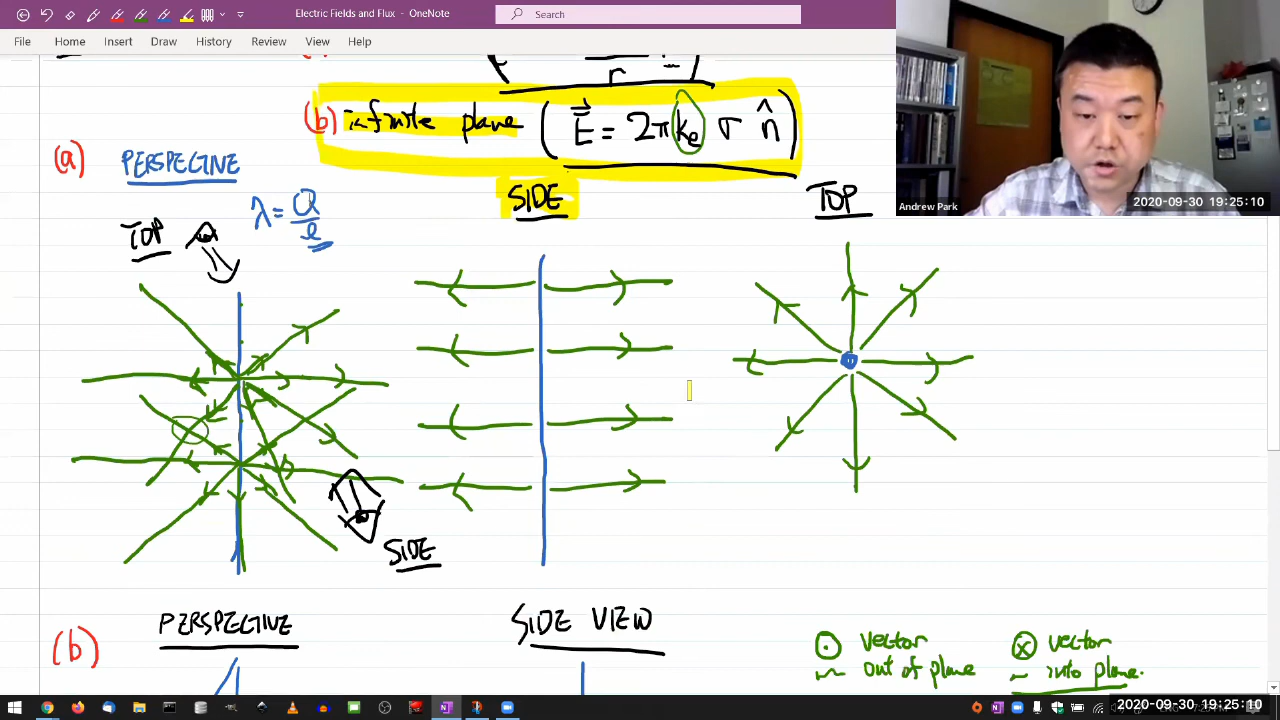 Electric Fields and Flux - OneNote
Search
File Home Insert Draw History Review View Help
r
(b) infinite plane ( E = 2π ke σ n̂ )
(a) PERSPECTIVE
SIDE
TOP
λ = Q/ℓ
TOP
SIDE
PERSPECTIVE
SIDE VIEW
(b)
⊙ vector
out of plane
⊗ vector
into plane.
Andrew Park
2020-09-30 19:25:10
2020-09-30 19:25:10